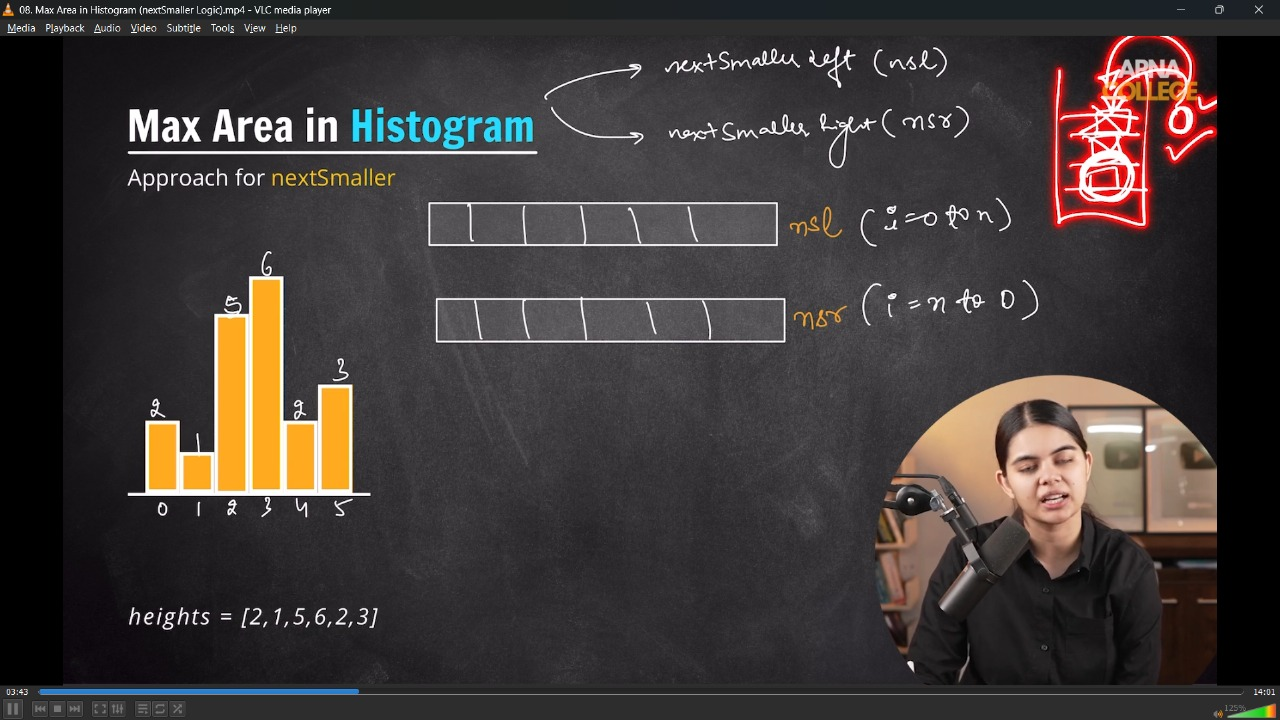 08. Max Area in Histogram (nextSmaller Logic).mp4 - VLC media player
Media Playback Audio Video Subtitle Tools View Help
nextSmaller Left (nsl)
APNA
COLLEGE
Max Area in Histogram
nextSmaller Right (nsr)
Approach for nextSmaller
nsl (i=0 to n)
nsr (i=n to 0)
6
5
3
2
2
1
0 1 2 3 4 5
heights = [2,1,5,6,2,3]
03:43
14:01
125%